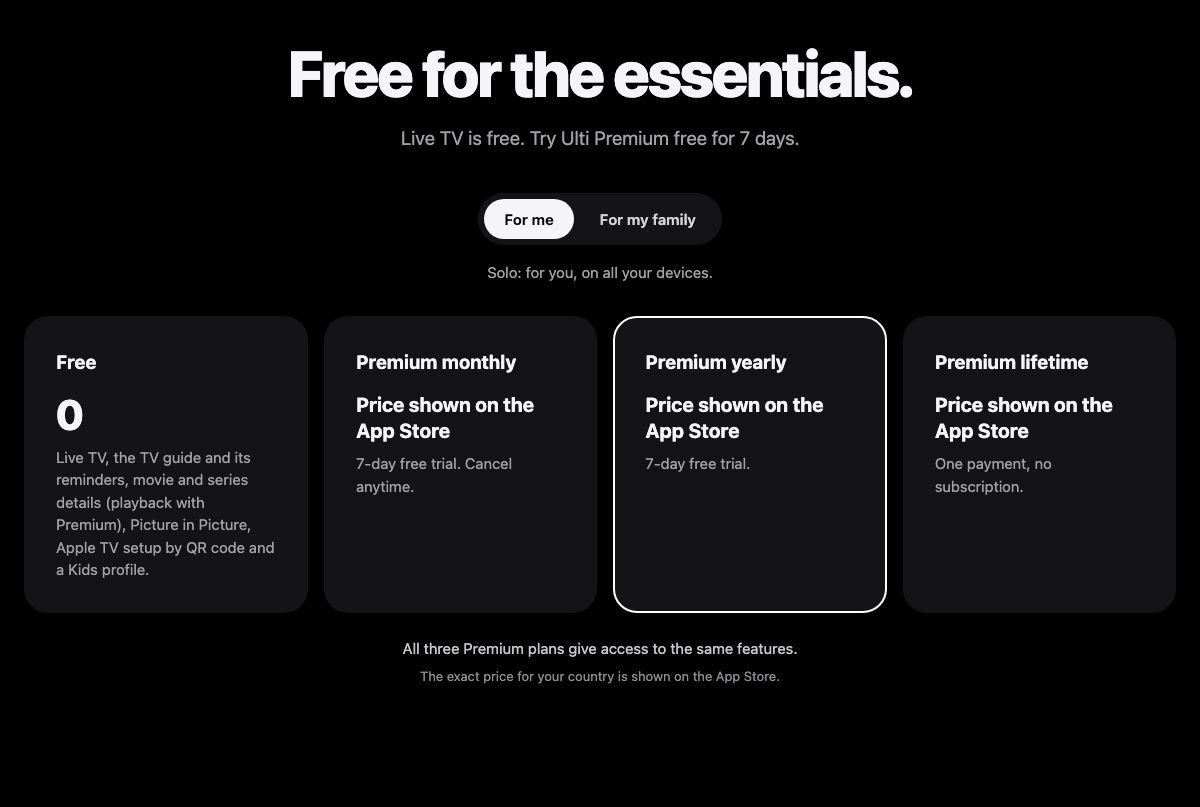 Free for the essentials.
Live TV is free. Try Ulti Premium free for 7 days.
For me
For my family
Solo: for you, on all your devices.
Free
0
Live TV, the TV guide and its
reminders, movie and series
details (playback with
Premium), Picture in Picture,
Apple TV setup by QR code and
a Kids profile.
Premium monthly
Price shown on the
App Store
7-day free trial. Cancel
anytime.
Premium yearly
Price shown on the
App Store
7-day free trial.
Premium lifetime
Price shown on the
App Store
One payment, no
subscription.
All three Premium plans give access to the same features.
The exact price for your country is shown on the App Store.